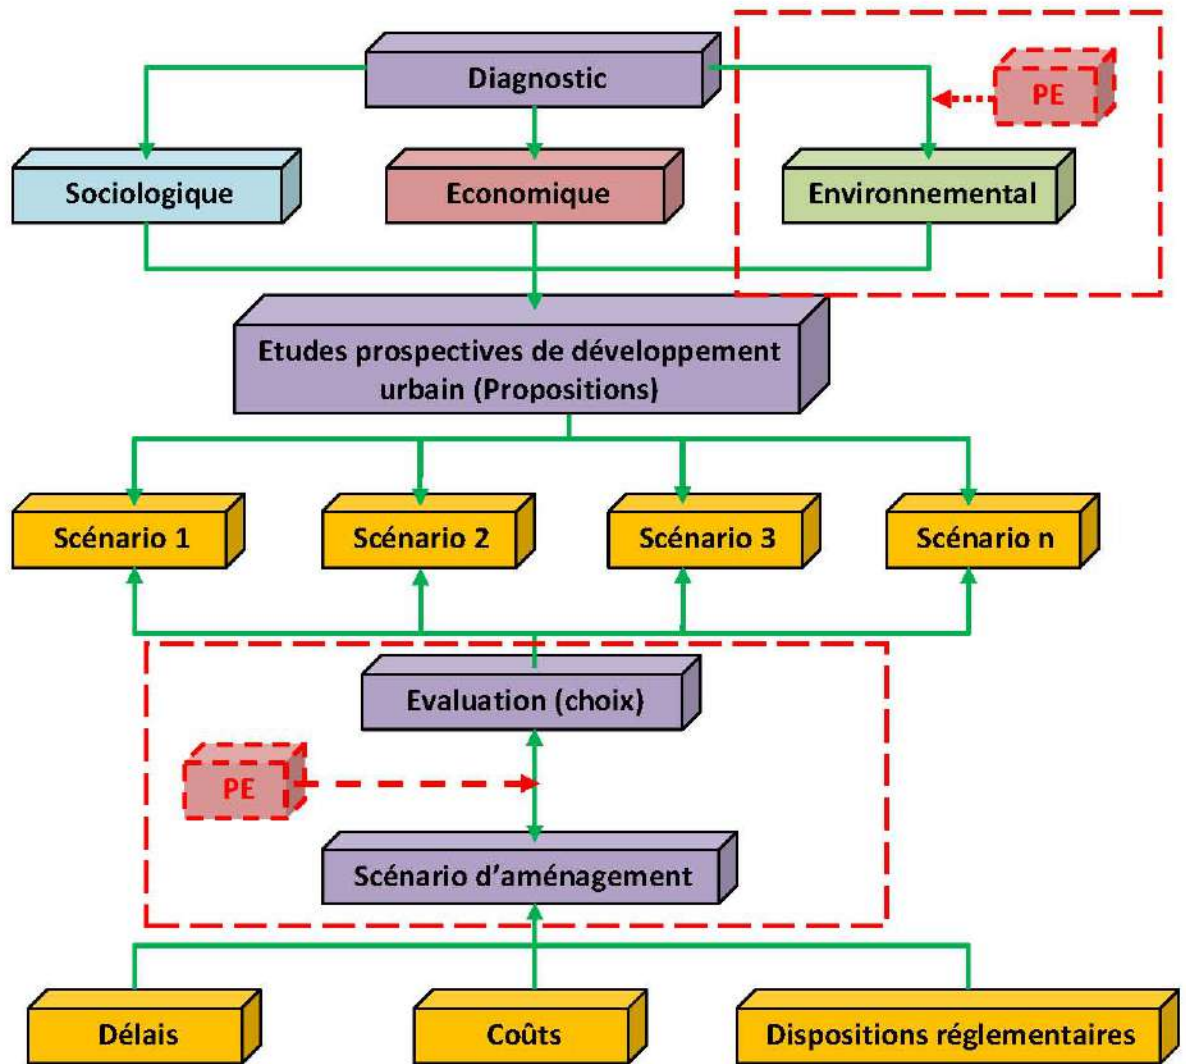 Diagnostic
PE
Sociologique
Economique
Environnemental
Etudes prospectives de développement
urbain (Propositions)
Scénario 1
Scénario 2
Scénario 3
Scénario n
Evaluation (choix)
PE
Scénario d’aménagement
Délais
Coûts
Dispositions réglementaires